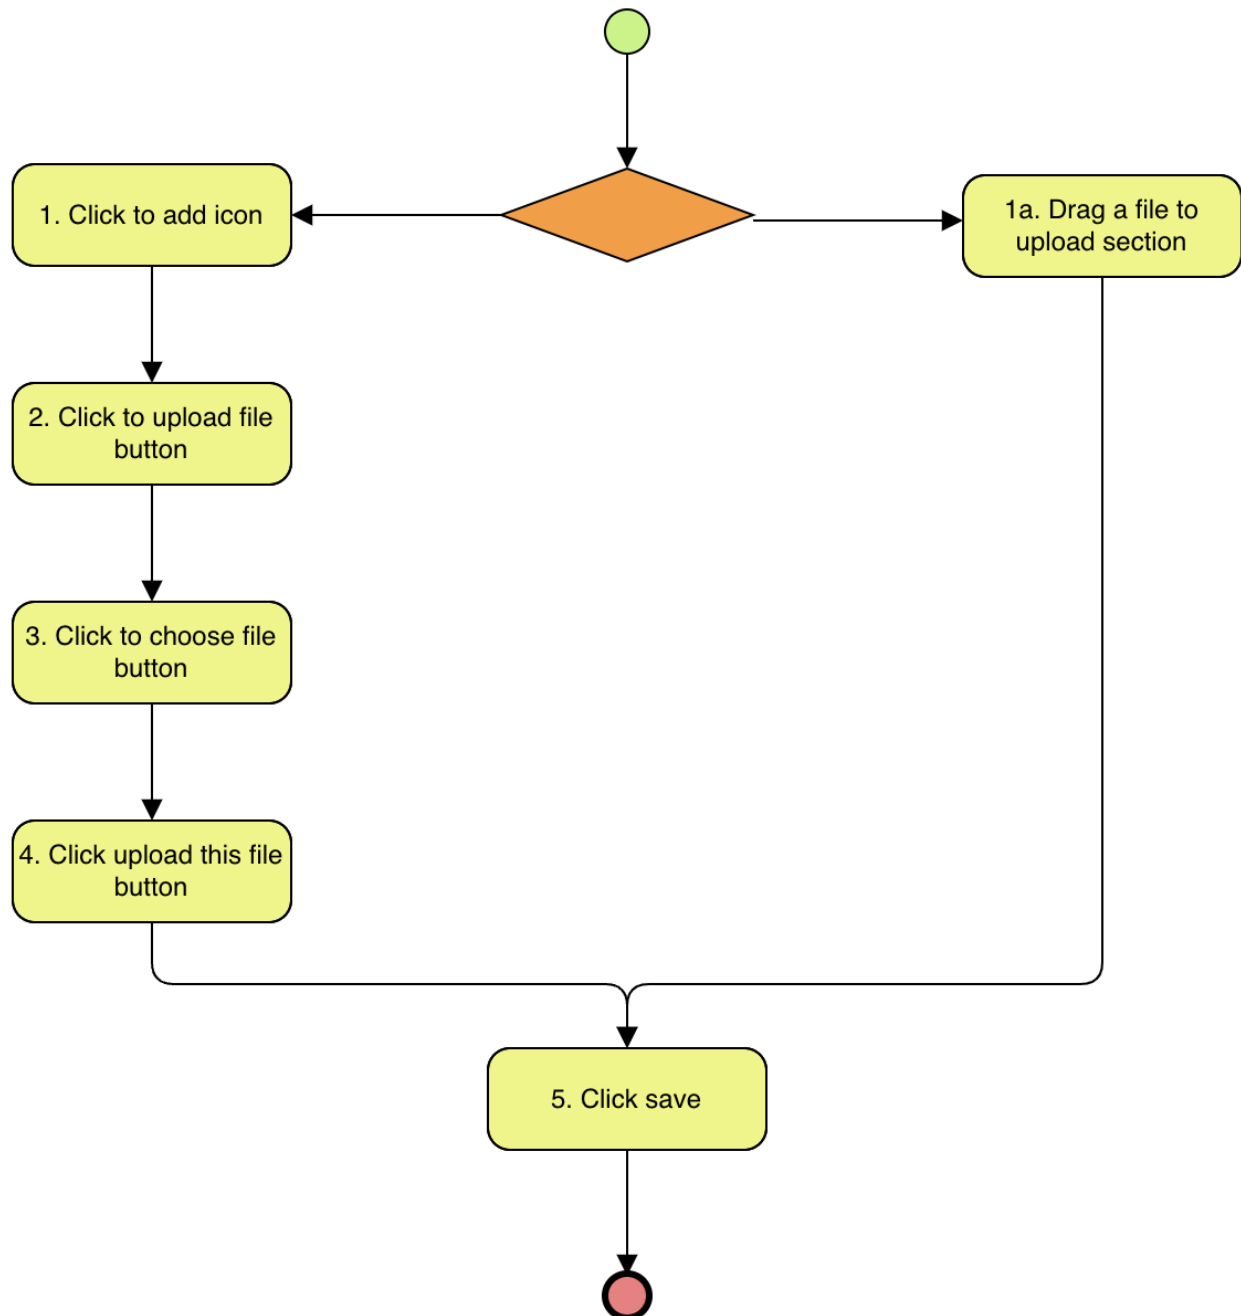 1. Click to add icon
1a. Drag a file to
upload section
2. Click to upload file
button
3. Click to choose file
button
4. Click upload this file
button
5. Click save